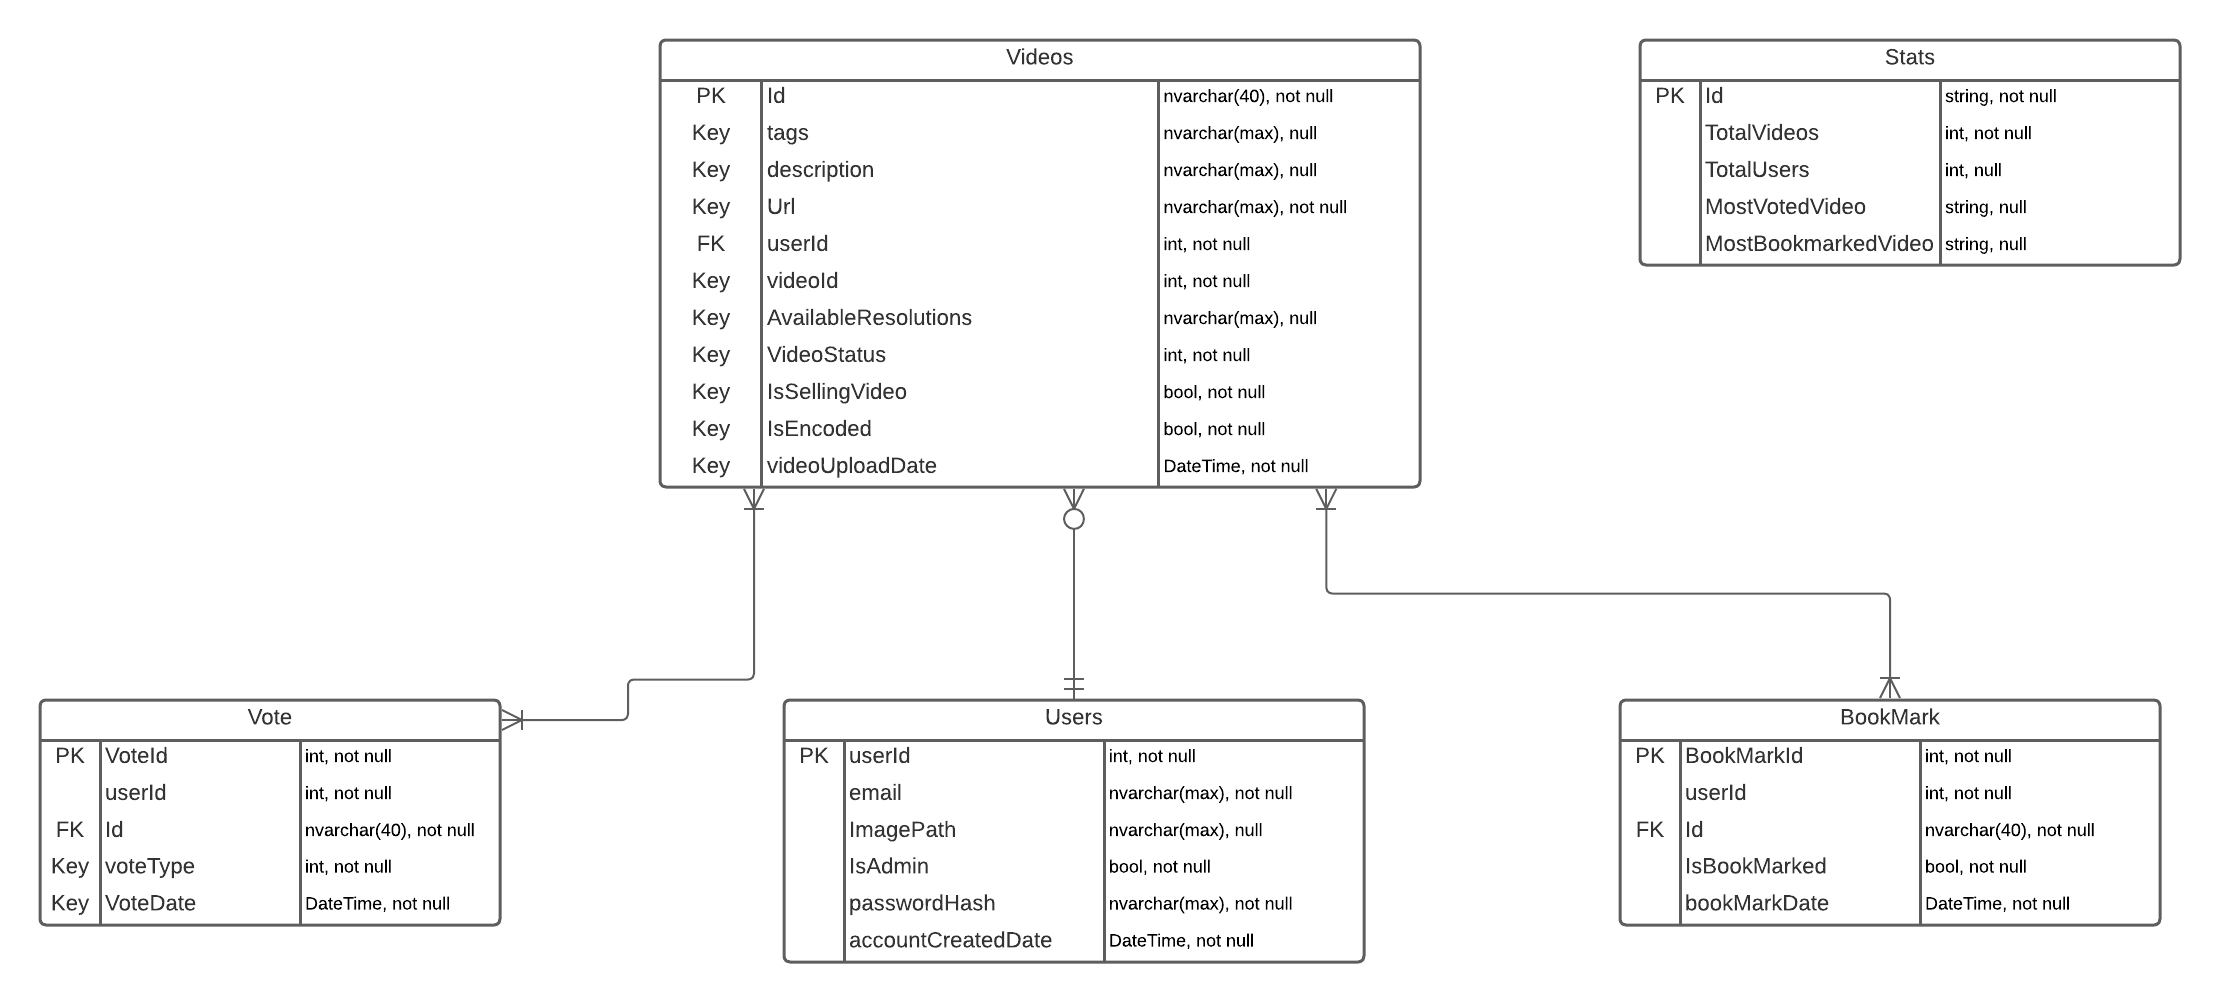 Videos
PK Id nvarchar(40), not null
Key tags nvarchar(max), null
Key description nvarchar(max), null
Key Url nvarchar(max), not null
FK userId int, not null
Key videoId int, not null
Key AvailableResolutions nvarchar(max), null
Key VideoStatus int, not null
Key IsSellingVideo bool, not null
Key IsEncoded bool, not null
Key videoUploadDate DateTime, not null
Stats
PK Id string, not null
TotalVideos int, not null
TotalUsers int, null
MostVotedVideo string, null
MostBookmarkedVideo string, null
Vote
PK VoteId int, not null
userId int, not null
FK Id nvarchar(40), not null
Key voteType int, not null
Key VoteDate DateTime, not null
Users
PK userId int, not null
email nvarchar(max), not null
ImagePath nvarchar(max), null
IsAdmin bool, not null
passwordHash nvarchar(max), not null
accountCreatedDate DateTime, not null
BookMark
PK BookMarkId int, not null
userId int, not null
FK Id nvarchar(40), not null
IsBookMarked bool, not null
bookMarkDate DateTime, not null